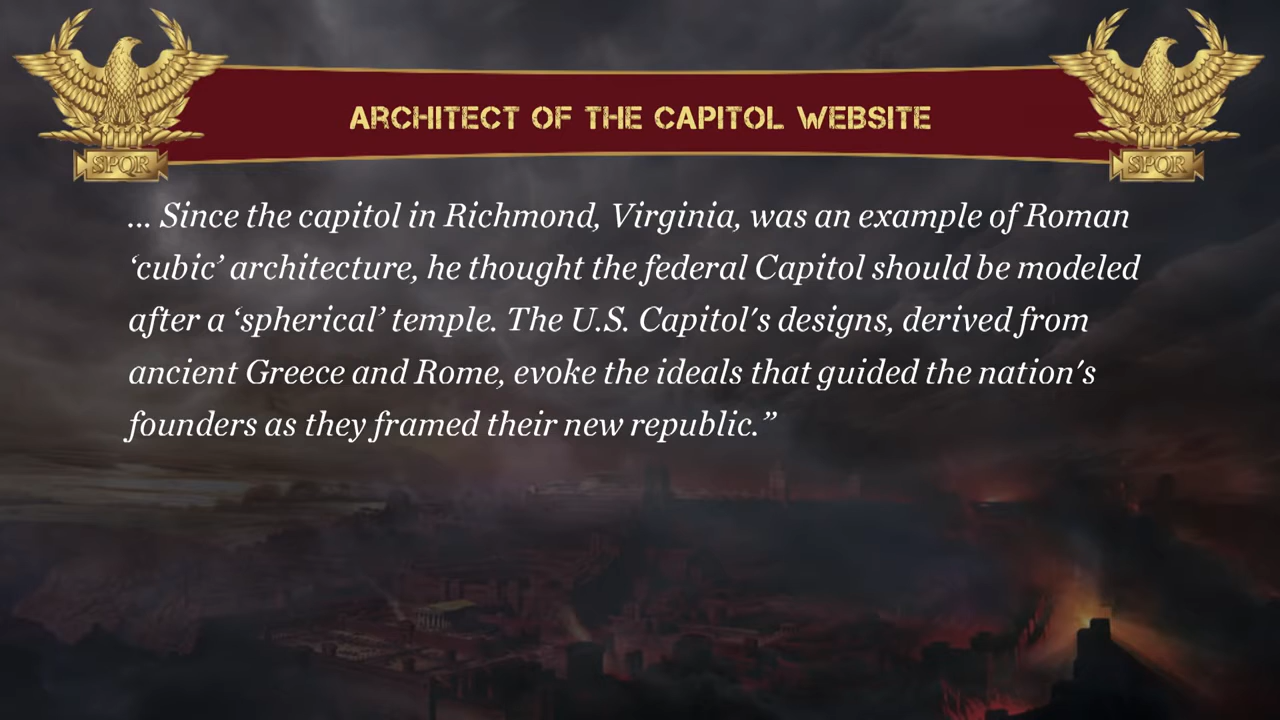 ARCHITECT OF THE CAPITOL WEBSITE
SPQR SPQR
... Since the capitol in Richmond, Virginia, was an example of Roman
‘cubic’ architecture, he thought the federal Capitol should be modeled
after a ‘spherical’ temple. The U.S. Capitol's designs, derived from
ancient Greece and Rome, evoke the ideals that guided the nation's
founders as they framed their new republic.”